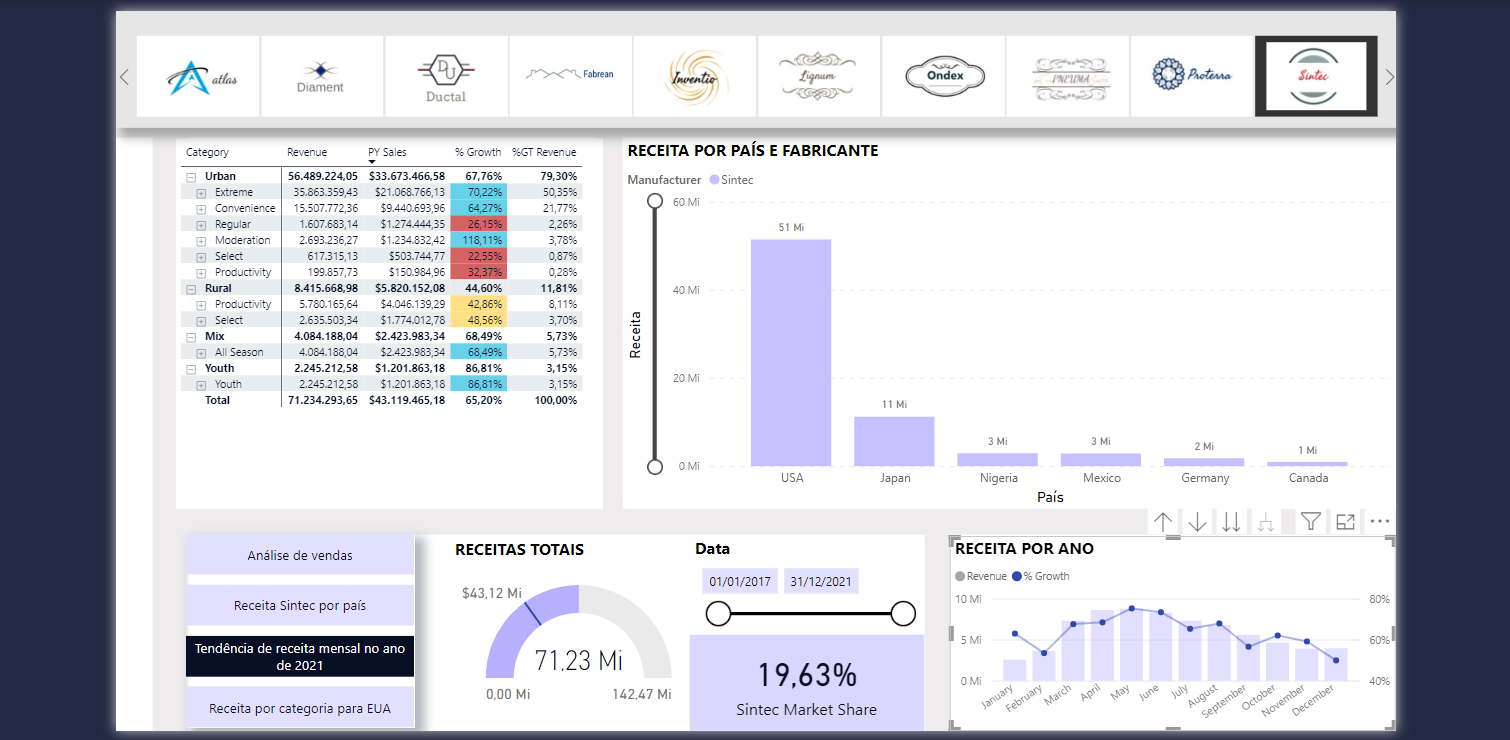 atlas
Diament
DU
Ductal
Fabrean
Inventio
Lignum
Ondex
PNEUMA
Proterra
Sintec
Category Revenue PY Sales % Growth %GT Revenue
Urban 56.489.224,05 $33.673.466,58 67,76% 79,30%
Extreme 35.863.359,43 $21.068.766,13 70,22% 50,35%
Convenience 15.507.772,36 $9.440.693,96 64,27% 21,77%
Regular 1.607.683,14 $1.274.444,35 26,15% 2,26%
Moderation 2.693.236,27 $1.234.832,42 118,11% 3,78%
Select 617.315,13 $503.744,77 22,55% 0,87%
Productivity 199.857,73 $150.984,96 32,37% 0,28%
Rural 8.415.668,98 $5.820.152,08 44,60% 11,81%
Productivity 5.780.165,64 $4.046.139,29 42,86% 8,11%
Select 2.635.503,34 $1.774.012,78 48,56% 3,70%
Mix 4.084.188,04 $2.423.983,34 68,49% 5,73%
All Season 4.084.188,04 $2.423.983,34 68,49% 5,73%
Youth 2.245.212,58 $1.201.863,18 86,81% 3,15%
Youth 2.245.212,58 $1.201.863,18 86,81% 3,15%
Total 71.234.293,65 $43.119.465,18 65,20% 100,00%
RECEITA POR PAÍS E FABRICANTE
Manufacturer Sintec
60 Mi
40 Mi
20 Mi
0 Mi
Receita
51 Mi
11 Mi
3 Mi
3 Mi
2 Mi
1 Mi
USA Japan Nigeria Mexico Germany Canada
País
Análise de vendas
Receita Sintec por país
Tendência de receita mensal no ano
de 2021
Receita por categoria para EUA
RECEITAS TOTAIS
$43,12 Mi
71,23 Mi
0,00 Mi 142,47 Mi
Data
01/01/2017 31/12/2021
19,63%
Sintec Market Share
RECEITA POR ANO
Revenue % Growth
10 Mi
5 Mi
0 Mi
80%
60%
40%
January
February
March
April
May
June
July
August
September
October
November
December